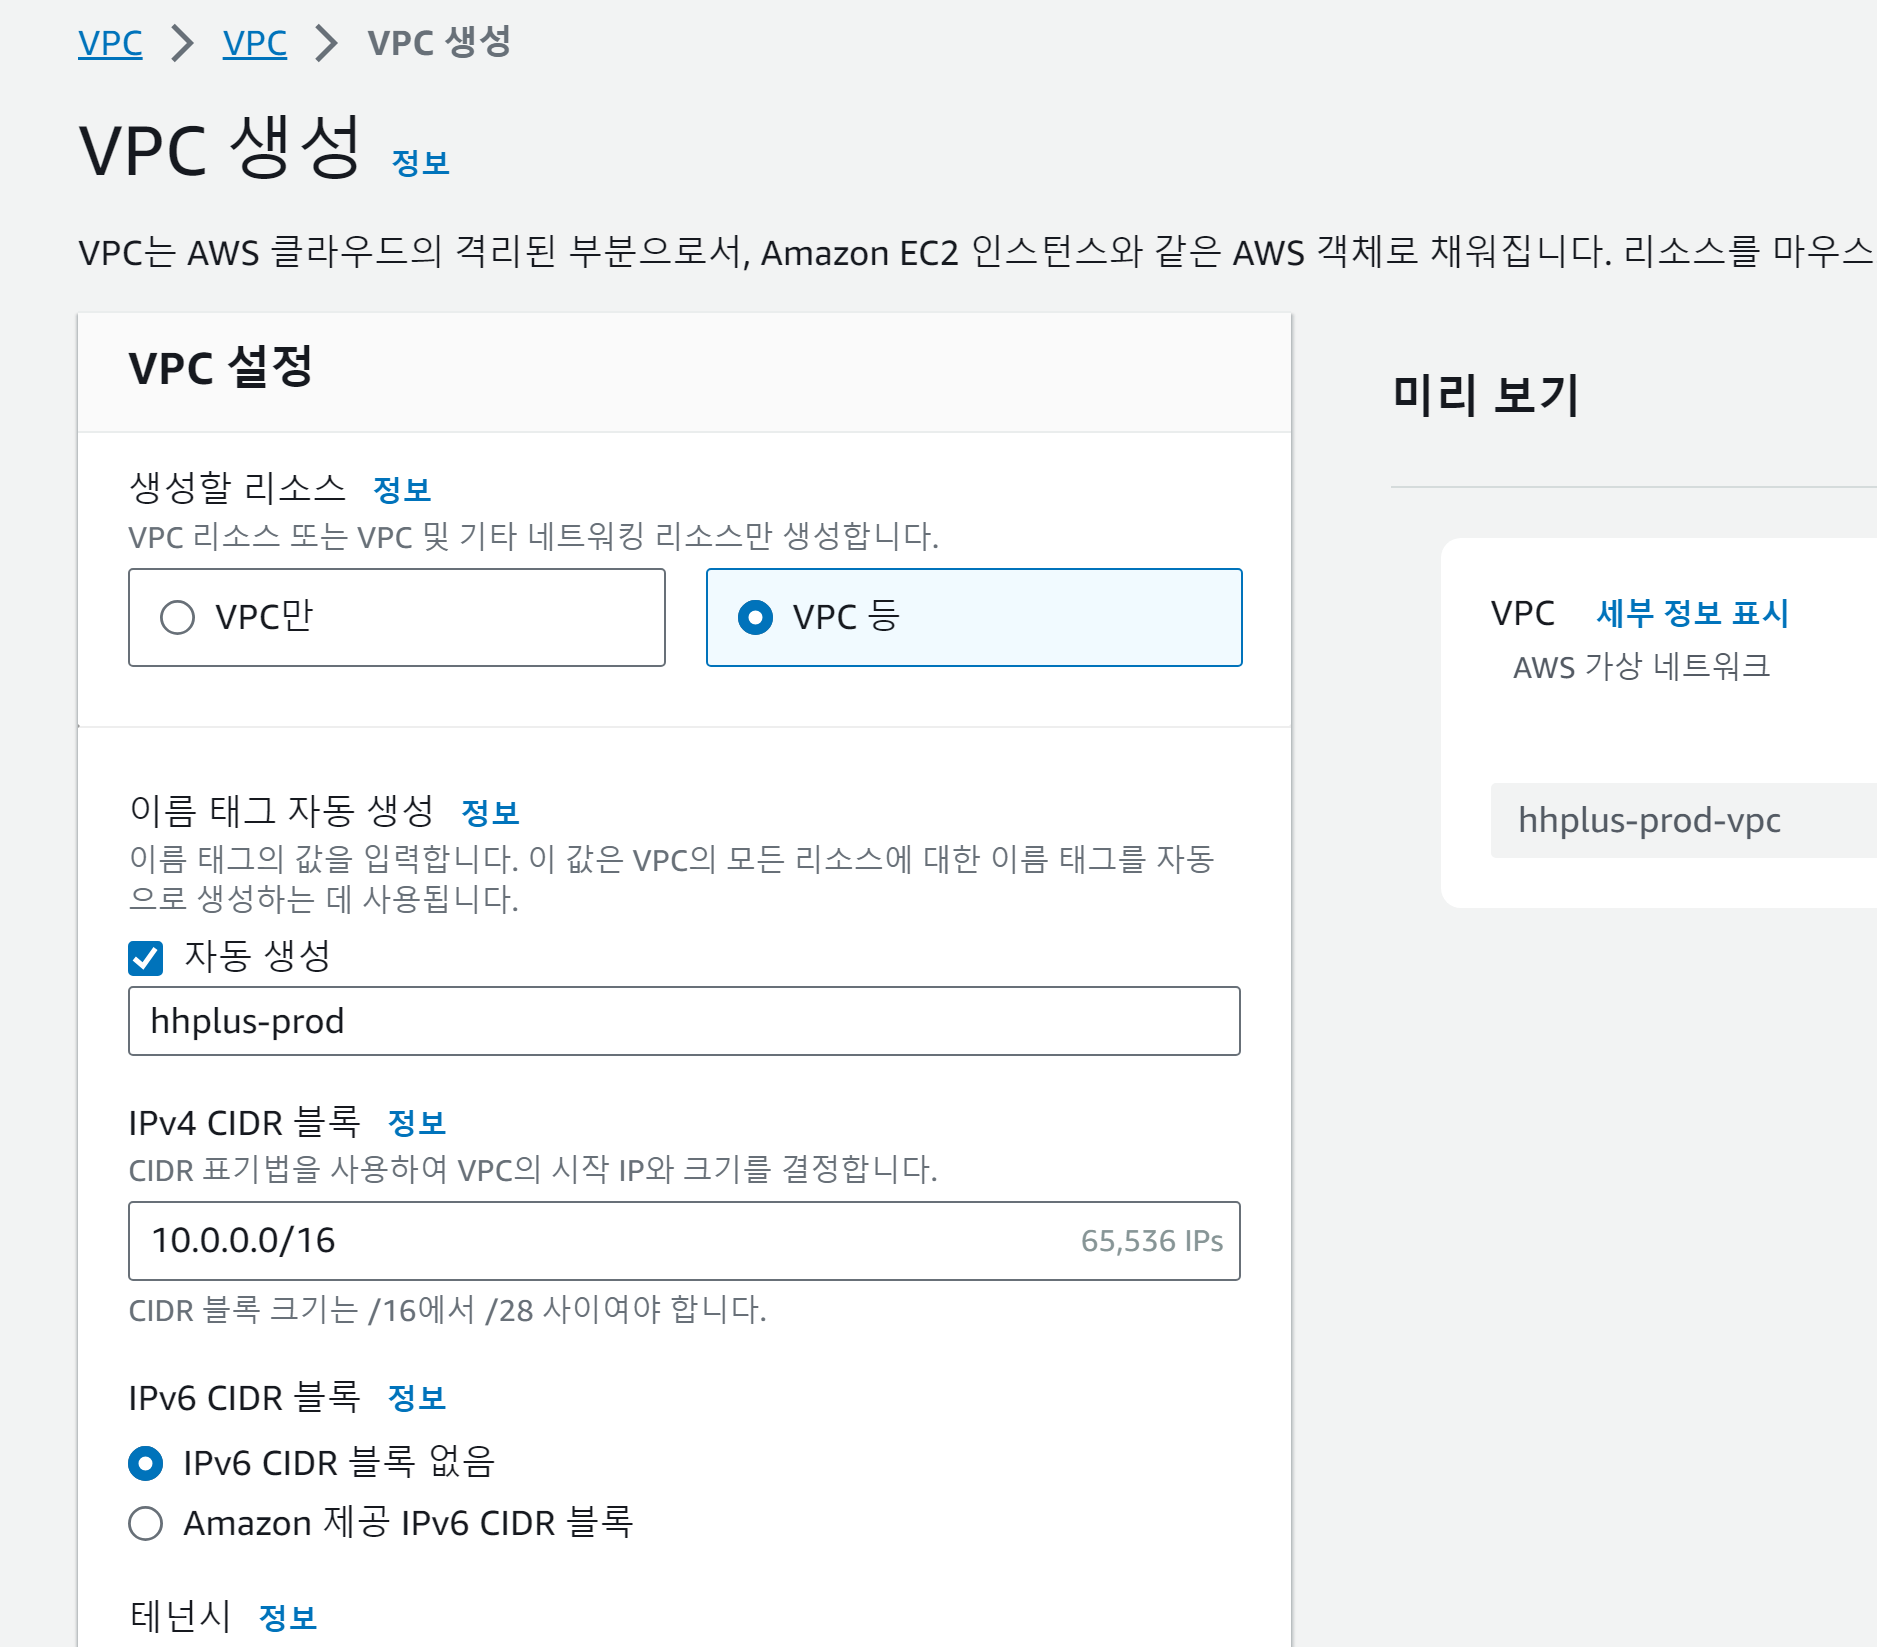 VPC > VPC > VPC 생성
VPC 생성 정보
VPC는 AWS 클라우드의 격리된 부분으로서, Amazon EC2 인스턴스와 같은 AWS 객체로 채워집니다. 리소스를 마우스
VPC 설정
생성할 리소스 정보
VPC 리소스 또는 VPC 및 기타 네트워킹 리소스만 생성합니다.
VPC만
VPC 등
이름 태그 자동 생성 정보
이름 태그의 값을 입력합니다. 이 값은 VPC의 모든 리소스에 대한 이름 태그를 자동
으로 생성하는 데 사용됩니다.
자동 생성
hhplus-prod
IPv4 CIDR 블록 정보
CIDR 표기법을 사용하여 VPC의 시작 IP와 크기를 결정합니다.
10.0.0.0/16 65,536 IPs
CIDR 블록 크기는 /16에서 /28 사이여야 합니다.
IPv6 CIDR 블록 정보
IPv6 CIDR 블록 없음
Amazon 제공 IPv6 CIDR 블록
테넌시 정보
미리 보기
VPC 세부 정보 표시
AWS 가상 네트워크
hhplus-prod-vpc